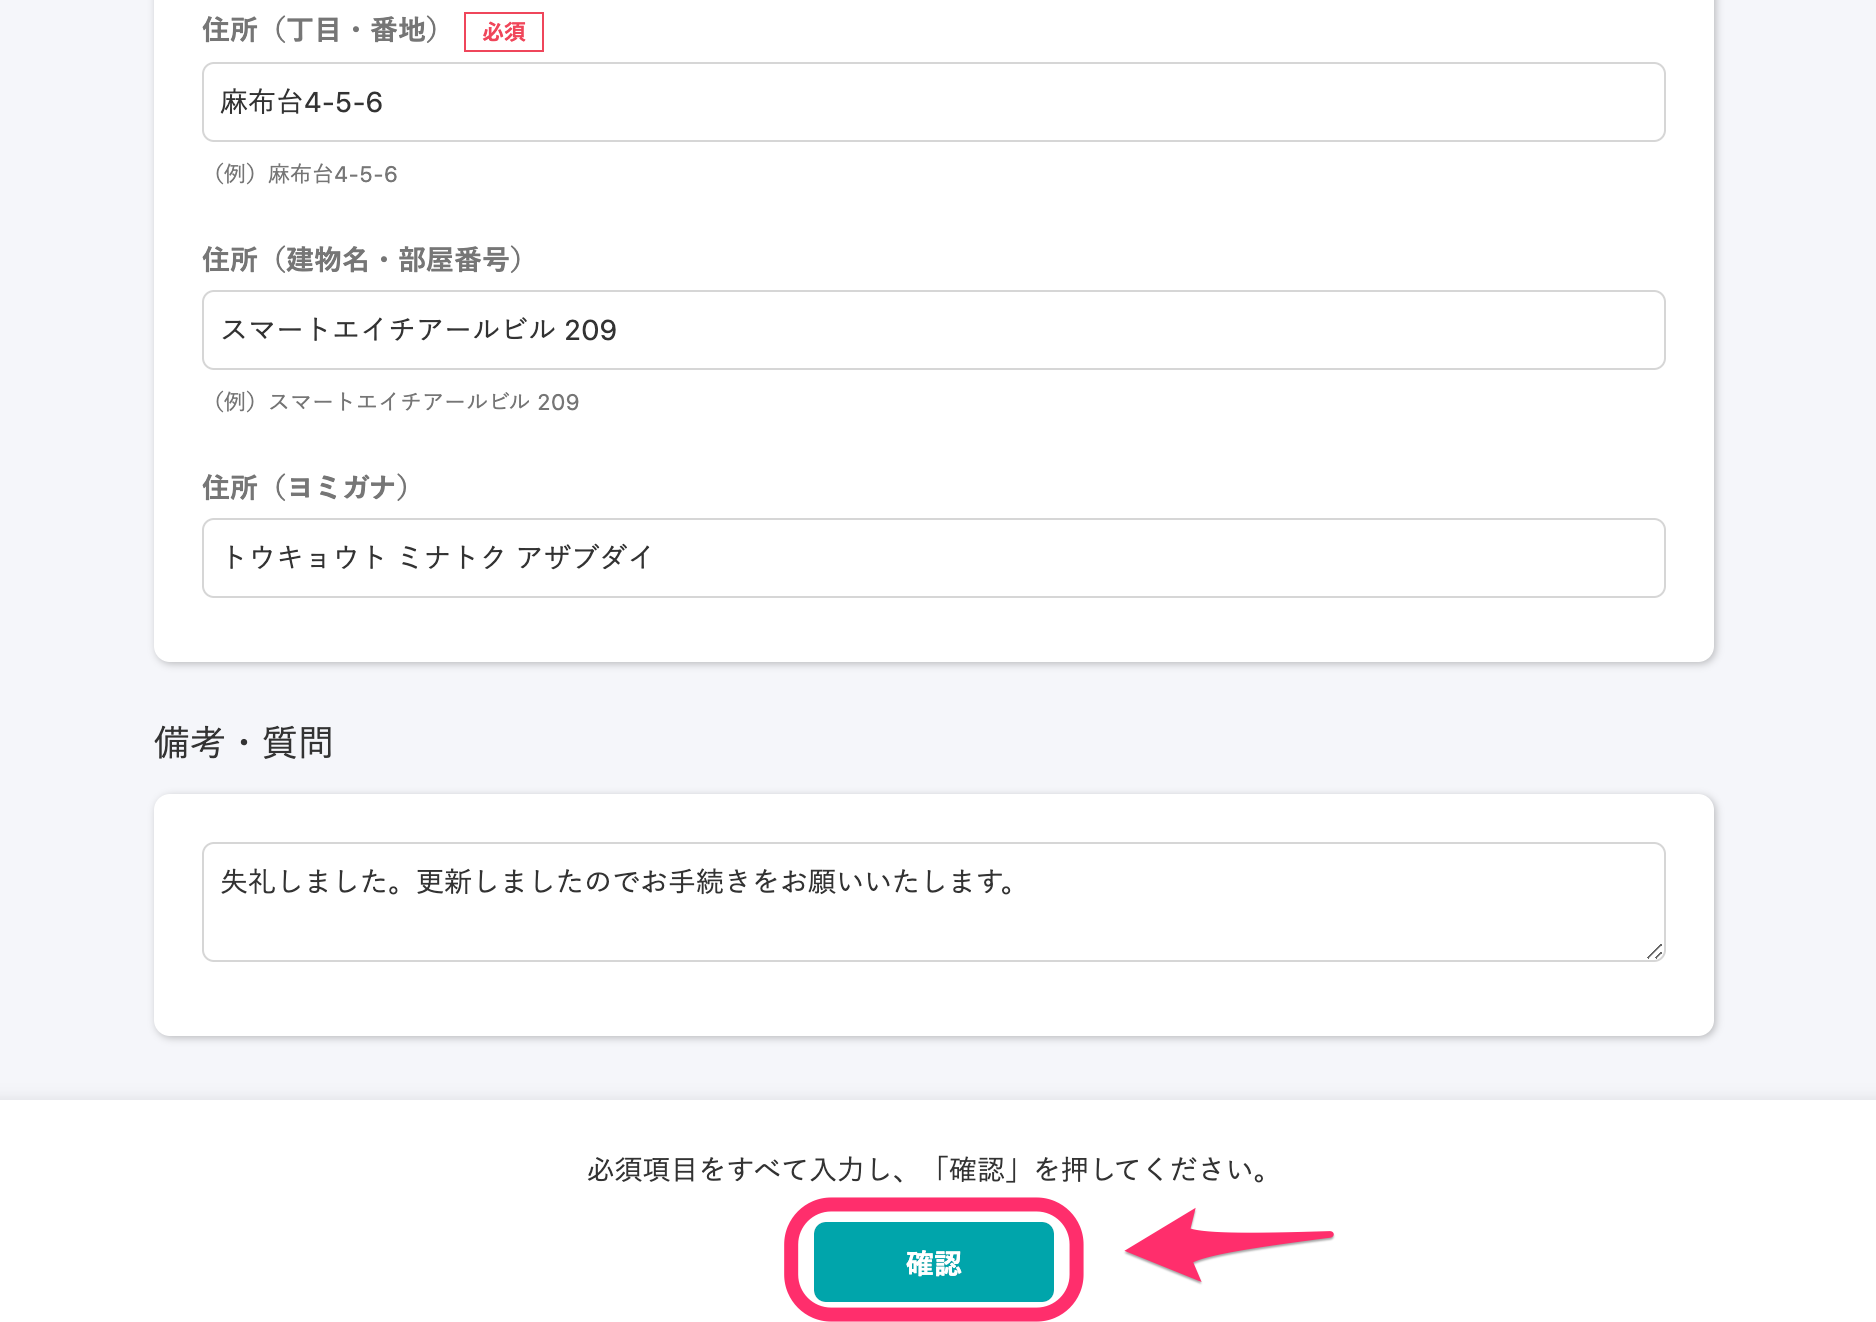 住所（丁目・番地） 必須
麻布台4-5-6
（例）麻布台4-5-6
住所（建物名・部屋番号）
スマートエイチアールビル 209
（例）スマートエイチアールビル 209
住所（ヨミガナ）
トウキョウト ミナトク アザブダイ
備考・質問
失礼しました。更新しましたのでお手続きをお願いいたします。
必須項目をすべて入力し、「確認」を押してください。
確認